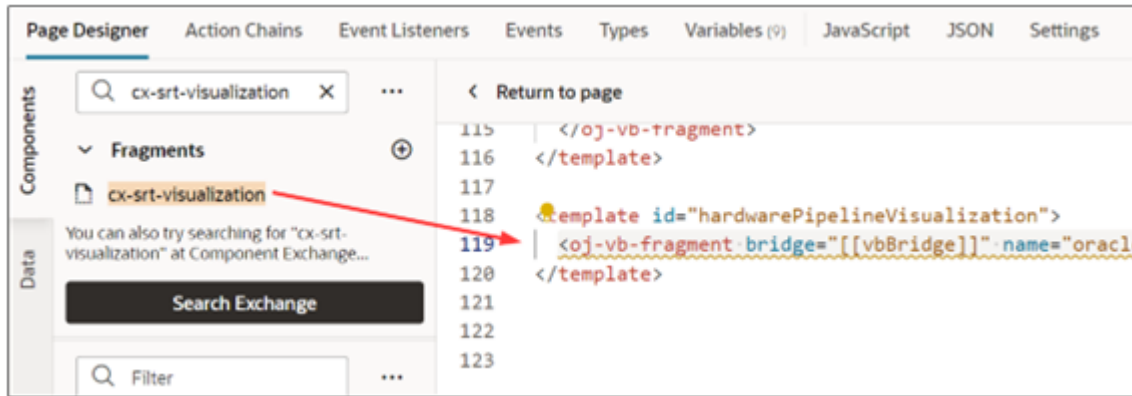 Page Designer Action Chains Event Listeners Events Types Variables (9) JavaScript JSON Settings
Components
Data
cx-srt-visualization
Fragments
cx-srt-visualization
You can also try searching for "cx-srt-
visualization" at Component Exchange...
Search Exchange
Filter
Return to page
115 </oj-vb-fragment>
116 </template>
117
118 <template id="hardwarePipelineVisualization">
119 <oj-vb-fragment bridge="[[vbBridge]]" name="oracl
120 </template>
121
122
123